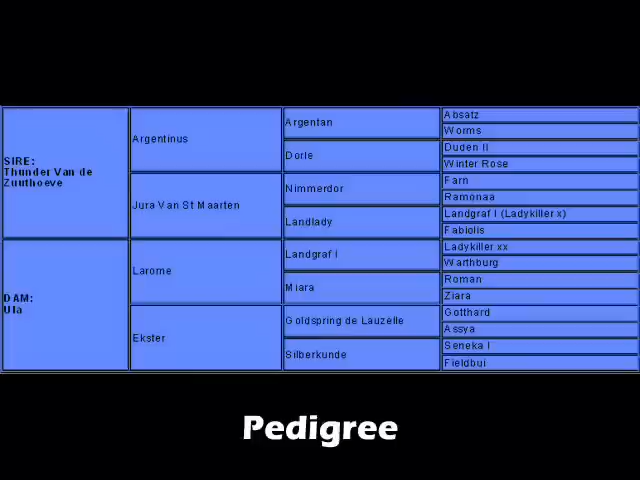 SIRE:
Thunder Van de
Zuuthoeve
Argentinus
Argentan
Absatz
Worms
Dorle
Duden II
Winter Rose
Jura Van St Maarten
Nimmerdor
Farn
Ramonaa
Landlady
Landgraf I (Ladykiller x)
Fabiolis
DAM:
Ula
Larome
Landgraf I
Ladykiller xx
Warthburg
Miara
Roman
Ziara
Ekster
Goldspring de Lauzelle
Gotthard
Assya
Silberkunde
Seneka I
Fieldbui
Pedigree